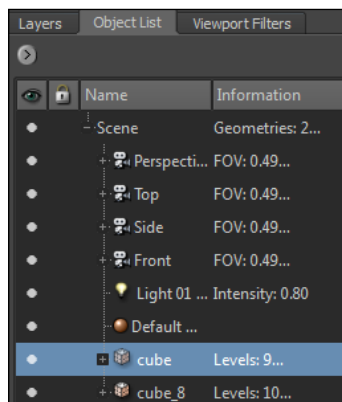 Layers Object List Viewport Filters
Name Information
Scene Geometries: 2...
Perspecti... FOV: 0.49...
Top FOV: 0.49...
Side FOV: 0.49...
Front FOV: 0.49...
Light 01 ... Intensity: 0.80
Default ...
cube Levels: 9...
cube_8 Levels: 10...